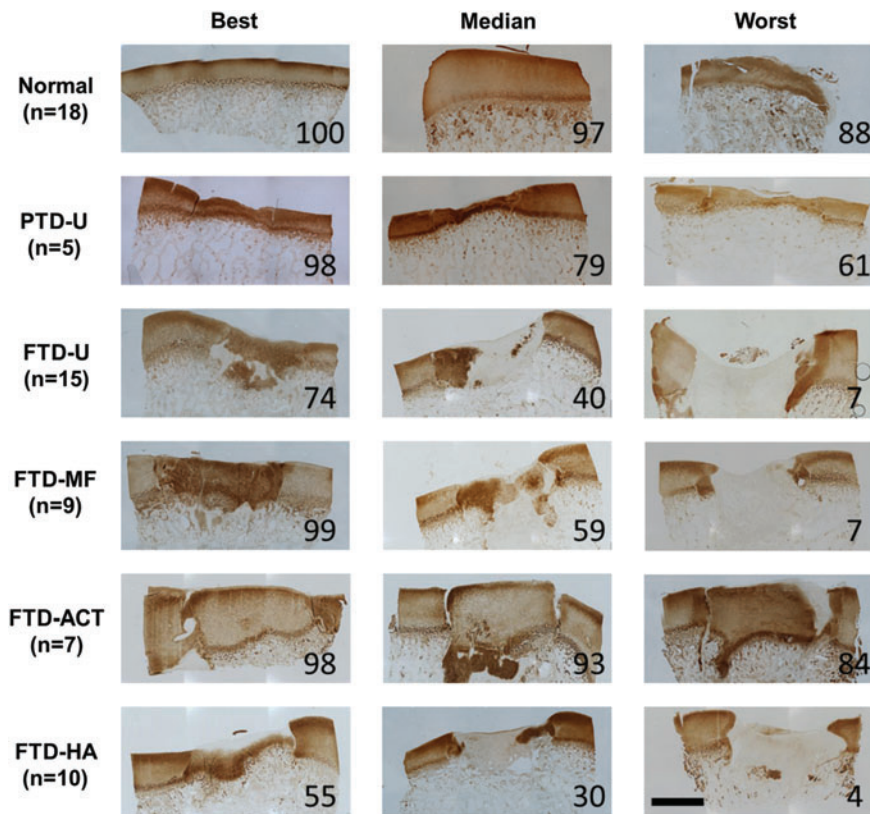 Best Median Worst
Normal
(n=18)
100 97 88
PTD-U
(n=5)
98 79 61
FTD-U
(n=15)
74 40 7
FTD-MF
(n=9)
99 59 7
FTD-ACT
(n=7)
98 93 84
FTD-HA
(n=10)
55 30 4